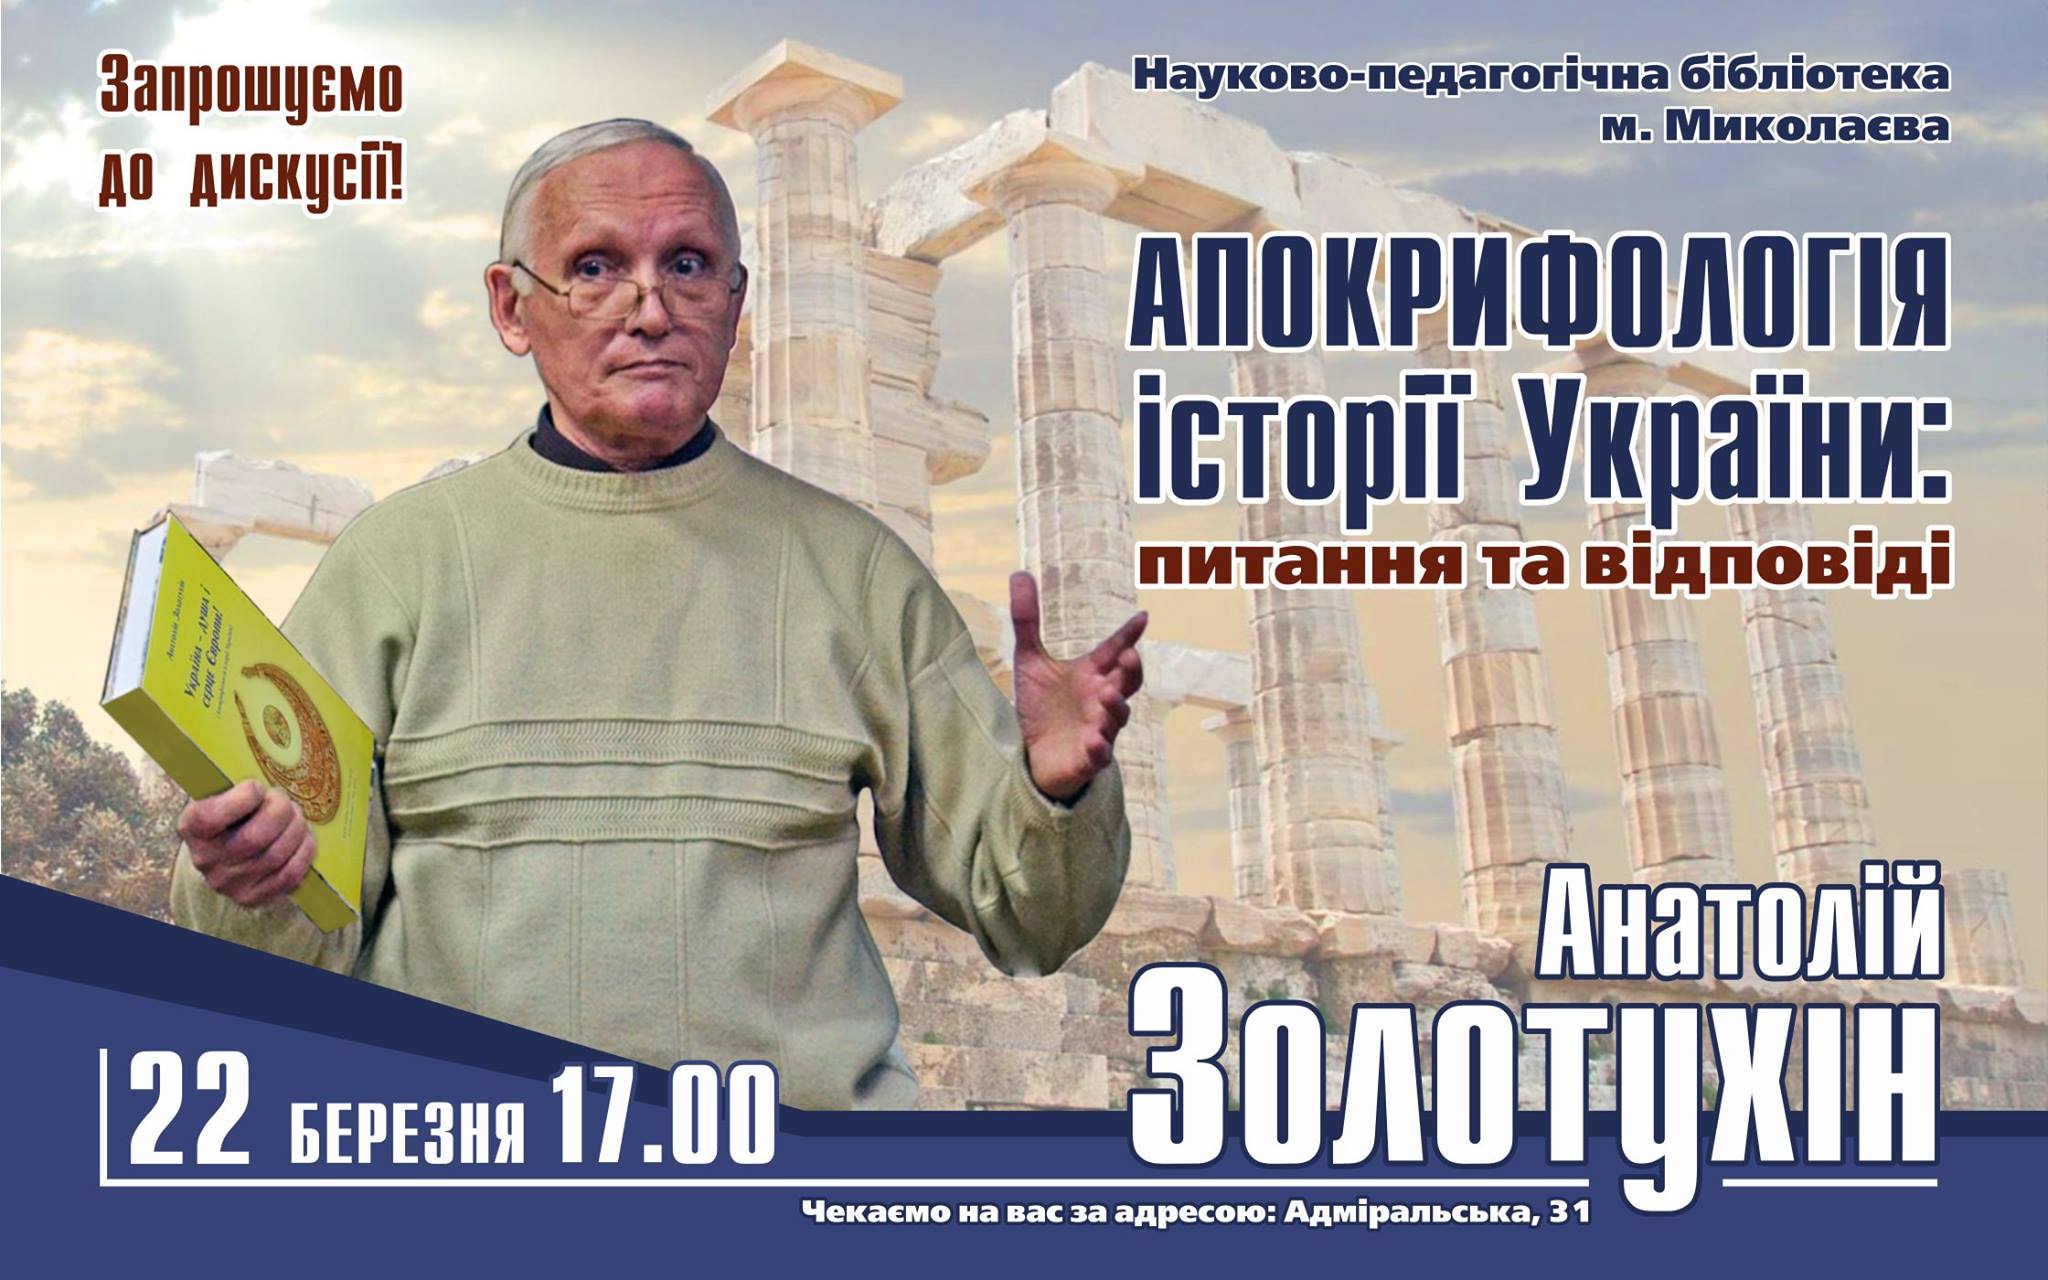 Запрошуємо
до дискусії!
Науково-педагогічна бібліотека
м. Миколаєва
АПОКРИФОЛОГІЯ
історії України:
питання та відповіді
Анатолій Золотухін
Україна – душа і
серце Європи!
Анатолій
Золотухін
22 березня 17.00
Чекаємо на вас за адресою: Адміральська, 31